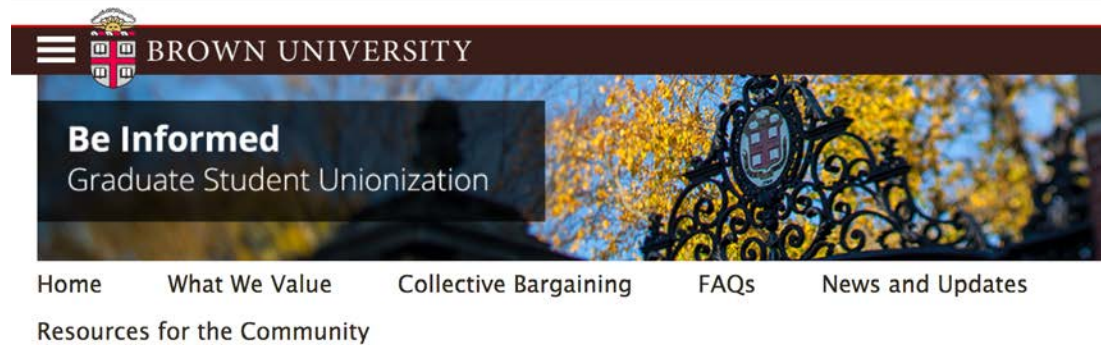 BROWN UNIVERSITY
Be Informed
Graduate Student Unionization
Home What We Value Collective Bargaining FAQs News and Updates
Resources for the Community